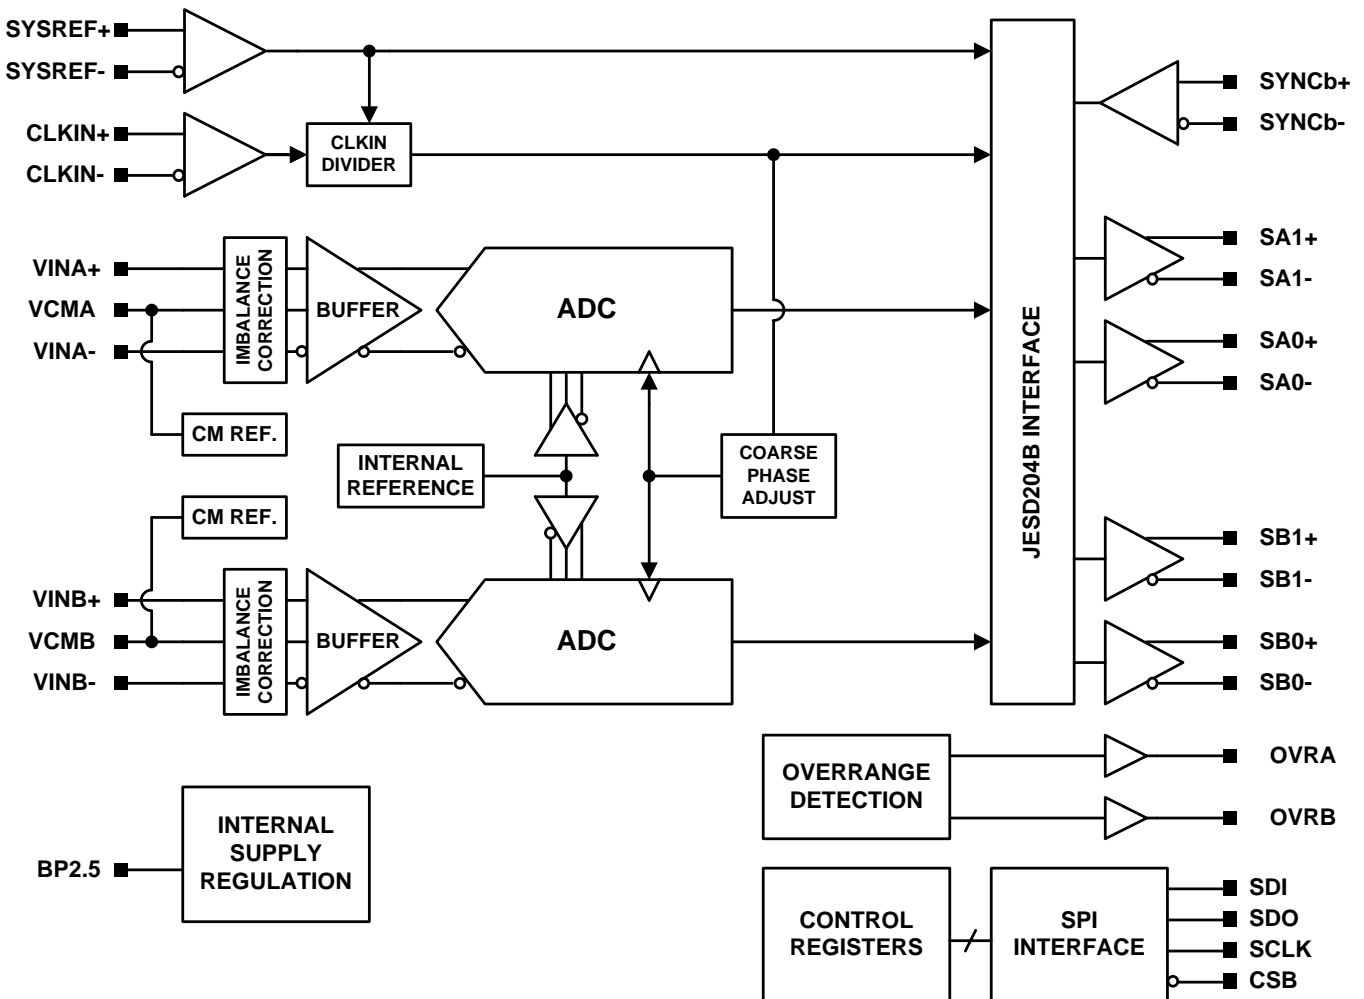 SYSREF+
SYSREF-
CLKIN+
CLKIN-
CLKIN
DIVIDER
SYNCb+
SYNCb-
VINA+
VCMA
VINA-
IMBALANCE
CORRECTION
BUFFER
ADC
CM REF.
INTERNAL
REFERENCE
COARSE
PHASE
ADJUST
JESD204B INTERFACE
SA1+
SA1-
SA0+
SA0-
CM REF.
VINB+
VCMB
VINB-
IMBALANCE
CORRECTION
BUFFER
ADC
SB1+
SB1-
SB0+
SB0-
OVERRANGE
DETECTION
OVRA
OVRB
BP2.5
INTERNAL
SUPPLY
REGULATION
CONTROL
REGISTERS
SPI
INTERFACE
SDI
SDO
SCLK
CSB